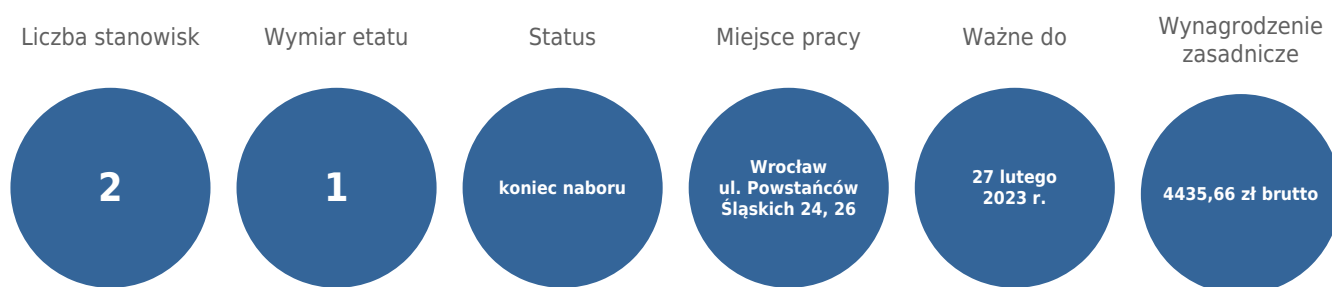 Liczba stanowisk
2
Wymiar etatu
1
Status
koniec naboru
Miejsce pracy
Wrocław
ul. Powstańców
Śląskich 24, 26
Ważne do
27 lutego
2023 r.
Wynagrodzenie
zasadnicze
4435,66 zł brutto